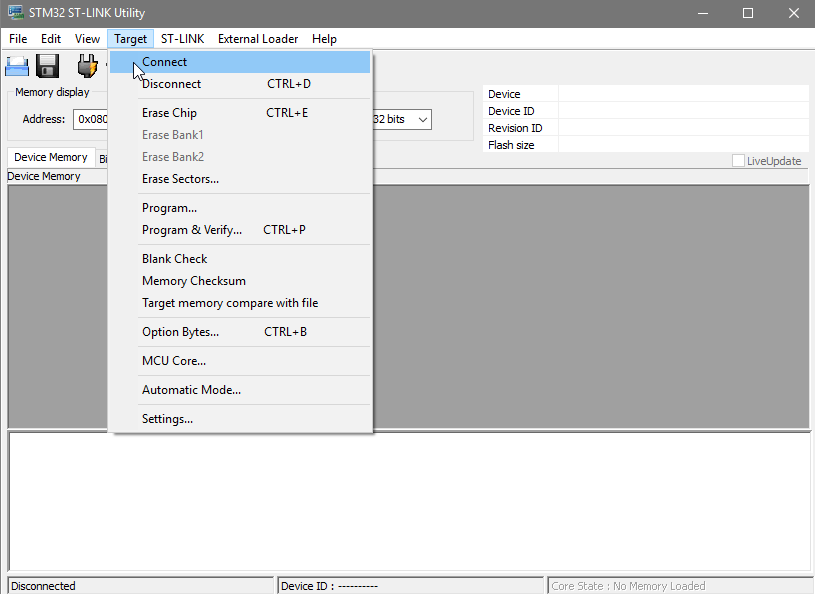 STM32 ST-LINK Utility
File Edit View Target ST-LINK External Loader Help
Connect
Disconnect CTRL+D
Erase Chip CTRL+E
Erase Bank1
Erase Bank2
Erase Sectors...
Program...
Program & Verify... CTRL+P
Blank Check
Memory Checksum
Target memory compare with file
Option Bytes... CTRL+B
MCU Core...
Automatic Mode...
Settings...
Memory display
Address: 0x080
32 bits
Device
Device ID
Revision ID
Flash size
LiveUpdate
Device Memory Bi
Device Memory
Disconnected
Device ID : ----------
Core State : No Memory Loaded